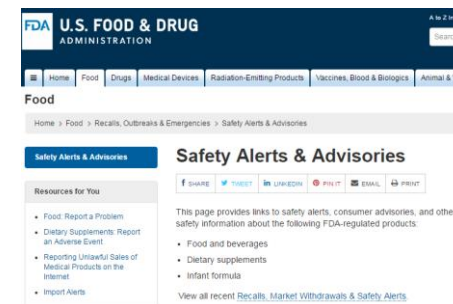 FDA U.S. FOOD & DRUG
ADMINISTRATION
A to Z
Sear
Home Food Drugs Medical Devices Radiation-Emitting Products Vaccines, Blood & Biologics Animal &
Food
Home > Food > Recalls, Outbreaks & Emergencies > Safety Alerts & Advisories
Safety Alerts & Advisories
Resources for You
• Food: Report a Problem
• Dietary Supplements: Report
an Adverse Event
• Reporting Unlawful Sales of
Medical Products on the
Internet
• Import Alerts
Safety Alerts & Advisories
f SHARE TWEET in LINKEDIN PIN IT EMAIL PRINT
This page provides links to safety alerts, consumer advisories, and othe
safety information about the following FDA-regulated products:
• Food and beverages
• Dietary supplements
• Infant formula
View all recent Recalls, Market Withdrawals & Safety Alerts.